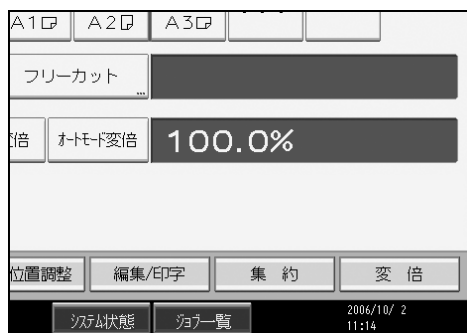 A1 A2 A3
フリーカット
倍 オートモード変倍 100.0%
位置調整 編集/印字 集 約 変 倍
システム状態 ジョブ一覧 2006/10/ 2
11:14